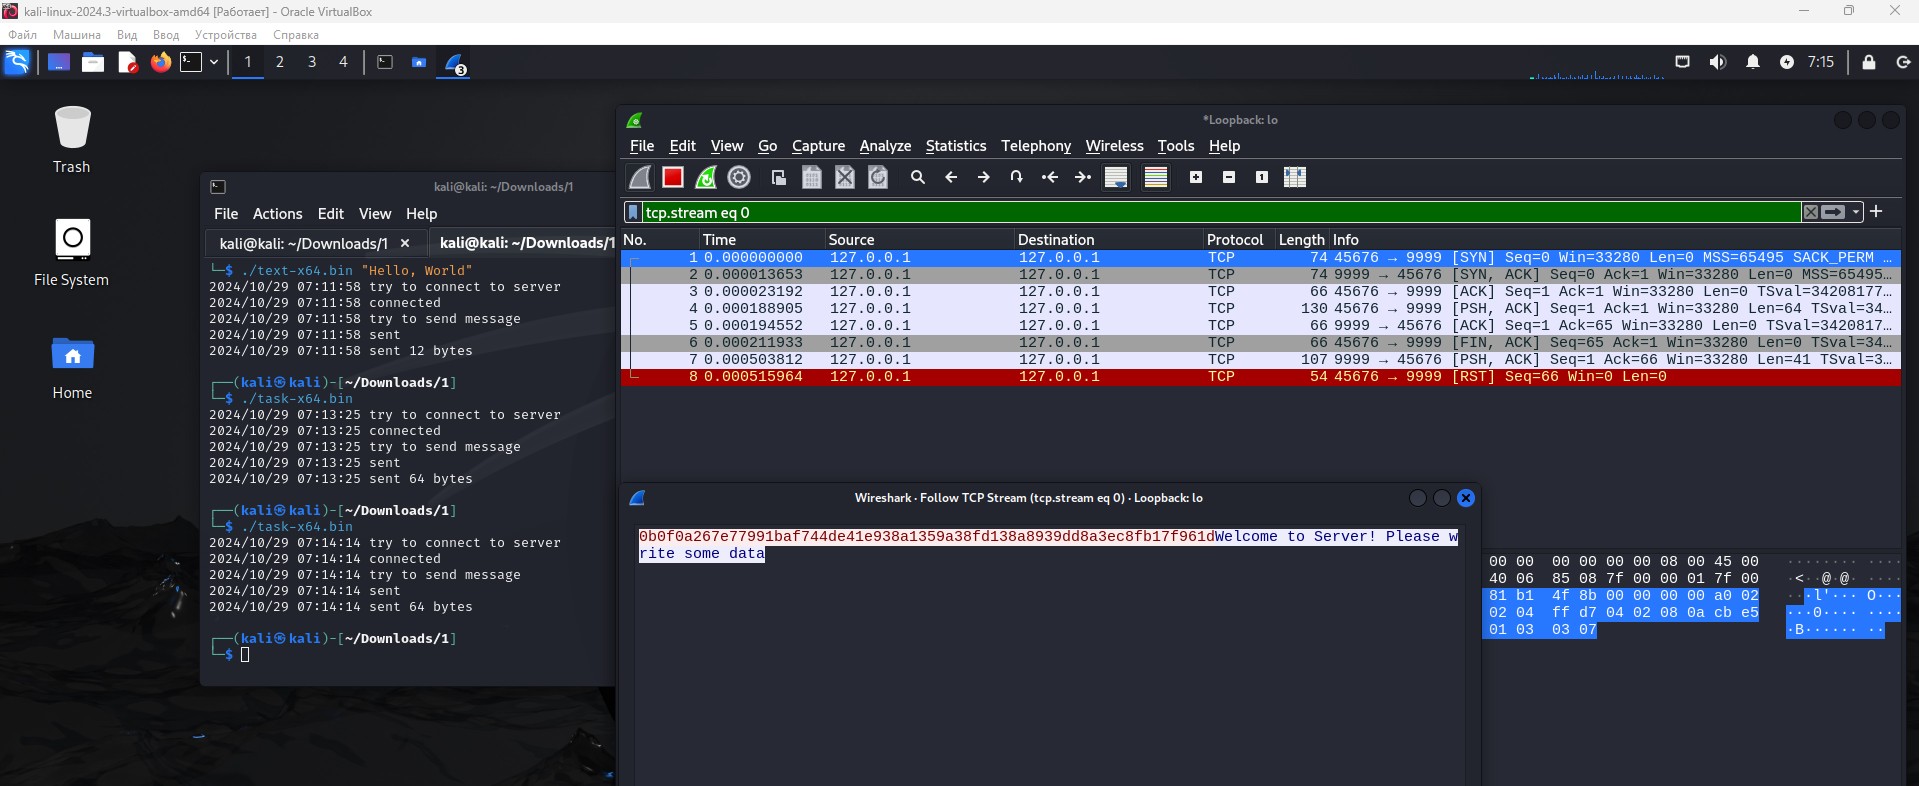 kali-linux-2024.3-virtualbox-amd64 [Работает] - Oracle VirtualBox
Файл Машина Вид Ввод Устройства Справка
1 2 3 4 3 7:15
Trash
File System
Home
kali@kali: ~/Downloads/1
File Actions Edit View Help
kali@kali: ~/Downloads/1 × kali@kali: ~/Downloads/1
└─$ ./text-x64.bin "Hello, World"
2024/10/29 07:11:58 try to connect to server
2024/10/29 07:11:58 connected
2024/10/29 07:11:58 try to send message
2024/10/29 07:11:58 sent
2024/10/29 07:11:58 sent 12 bytes
┌──(kali㉿kali)-[~/Downloads/1]
└─$ ./task-x64.bin
2024/10/29 07:13:25 try to connect to server
2024/10/29 07:13:25 connected
2024/10/29 07:13:25 try to send message
2024/10/29 07:13:25 sent
2024/10/29 07:13:25 sent 64 bytes
┌──(kali㉿kali)-[~/Downloads/1]
└─$ ./task-x64.bin
2024/10/29 07:14:14 try to connect to server
2024/10/29 07:14:14 connected
2024/10/29 07:14:14 try to send message
2024/10/29 07:14:14 sent
2024/10/29 07:14:14 sent 64 bytes
┌──(kali㉿kali)-[~/Downloads/1]
└─$
*Loopback: lo
File Edit View Go Capture Analyze Statistics Telephony Wireless Tools Help
tcp.stream eq 0
No. Time Source Destination Protocol Length Info
1 0.000000000 127.0.0.1 127.0.0.1 TCP 74 45676 → 9999 [SYN] Seq=0 Win=33280 Len=0 MSS=65495 SACK_PERM …
2 0.000013653 127.0.0.1 127.0.0.1 TCP 74 9999 → 45676 [SYN, ACK] Seq=0 Ack=1 Win=33280 Len=0 MSS=65495…
3 0.000023192 127.0.0.1 127.0.0.1 TCP 66 45676 → 9999 [ACK] Seq=1 Ack=1 Win=33280 Len=0 TSval=34208177…
4 0.000188905 127.0.0.1 127.0.0.1 TCP 130 45676 → 9999 [PSH, ACK] Seq=1 Ack=1 Win=33280 Len=64 TSval=34…
5 0.000194552 127.0.0.1 127.0.0.1 TCP 66 9999 → 45676 [ACK] Seq=1 Ack=65 Win=33280 Len=0 TSval=3420817…
6 0.000211933 127.0.0.1 127.0.0.1 TCP 66 45676 → 9999 [FIN, ACK] Seq=65 Ack=1 Win=33280 Len=0 TSval=34…
7 0.000503812 127.0.0.1 127.0.0.1 TCP 107 9999 → 45676 [PSH, ACK] Seq=1 Ack=66 Win=33280 Len=41 TSval=3…
8 0.000515964 127.0.0.1 127.0.0.1 TCP 54 45676 → 9999 [RST] Seq=66 Win=0 Len=0
Wireshark · Follow TCP Stream (tcp.stream eq 0) · Loopback: lo
0b0f0a267e77991baf744de41e938a1359a38fd138a8939dd8a3ec8fb17f961dWelcome to Server! Please w
rite some data
00 00 00 00 00 00 08 00 45 00 ········ ····
40 06 85 08 7f 00 00 01 7f 00 ·<··@·@· ····
81 b1 4f 8b 00 00 00 00 a0 02 ···l'··· O···
02 04 ff d7 04 02 08 0a cb e5 ···0···· ····
01 03 03 07 ·B······ ··